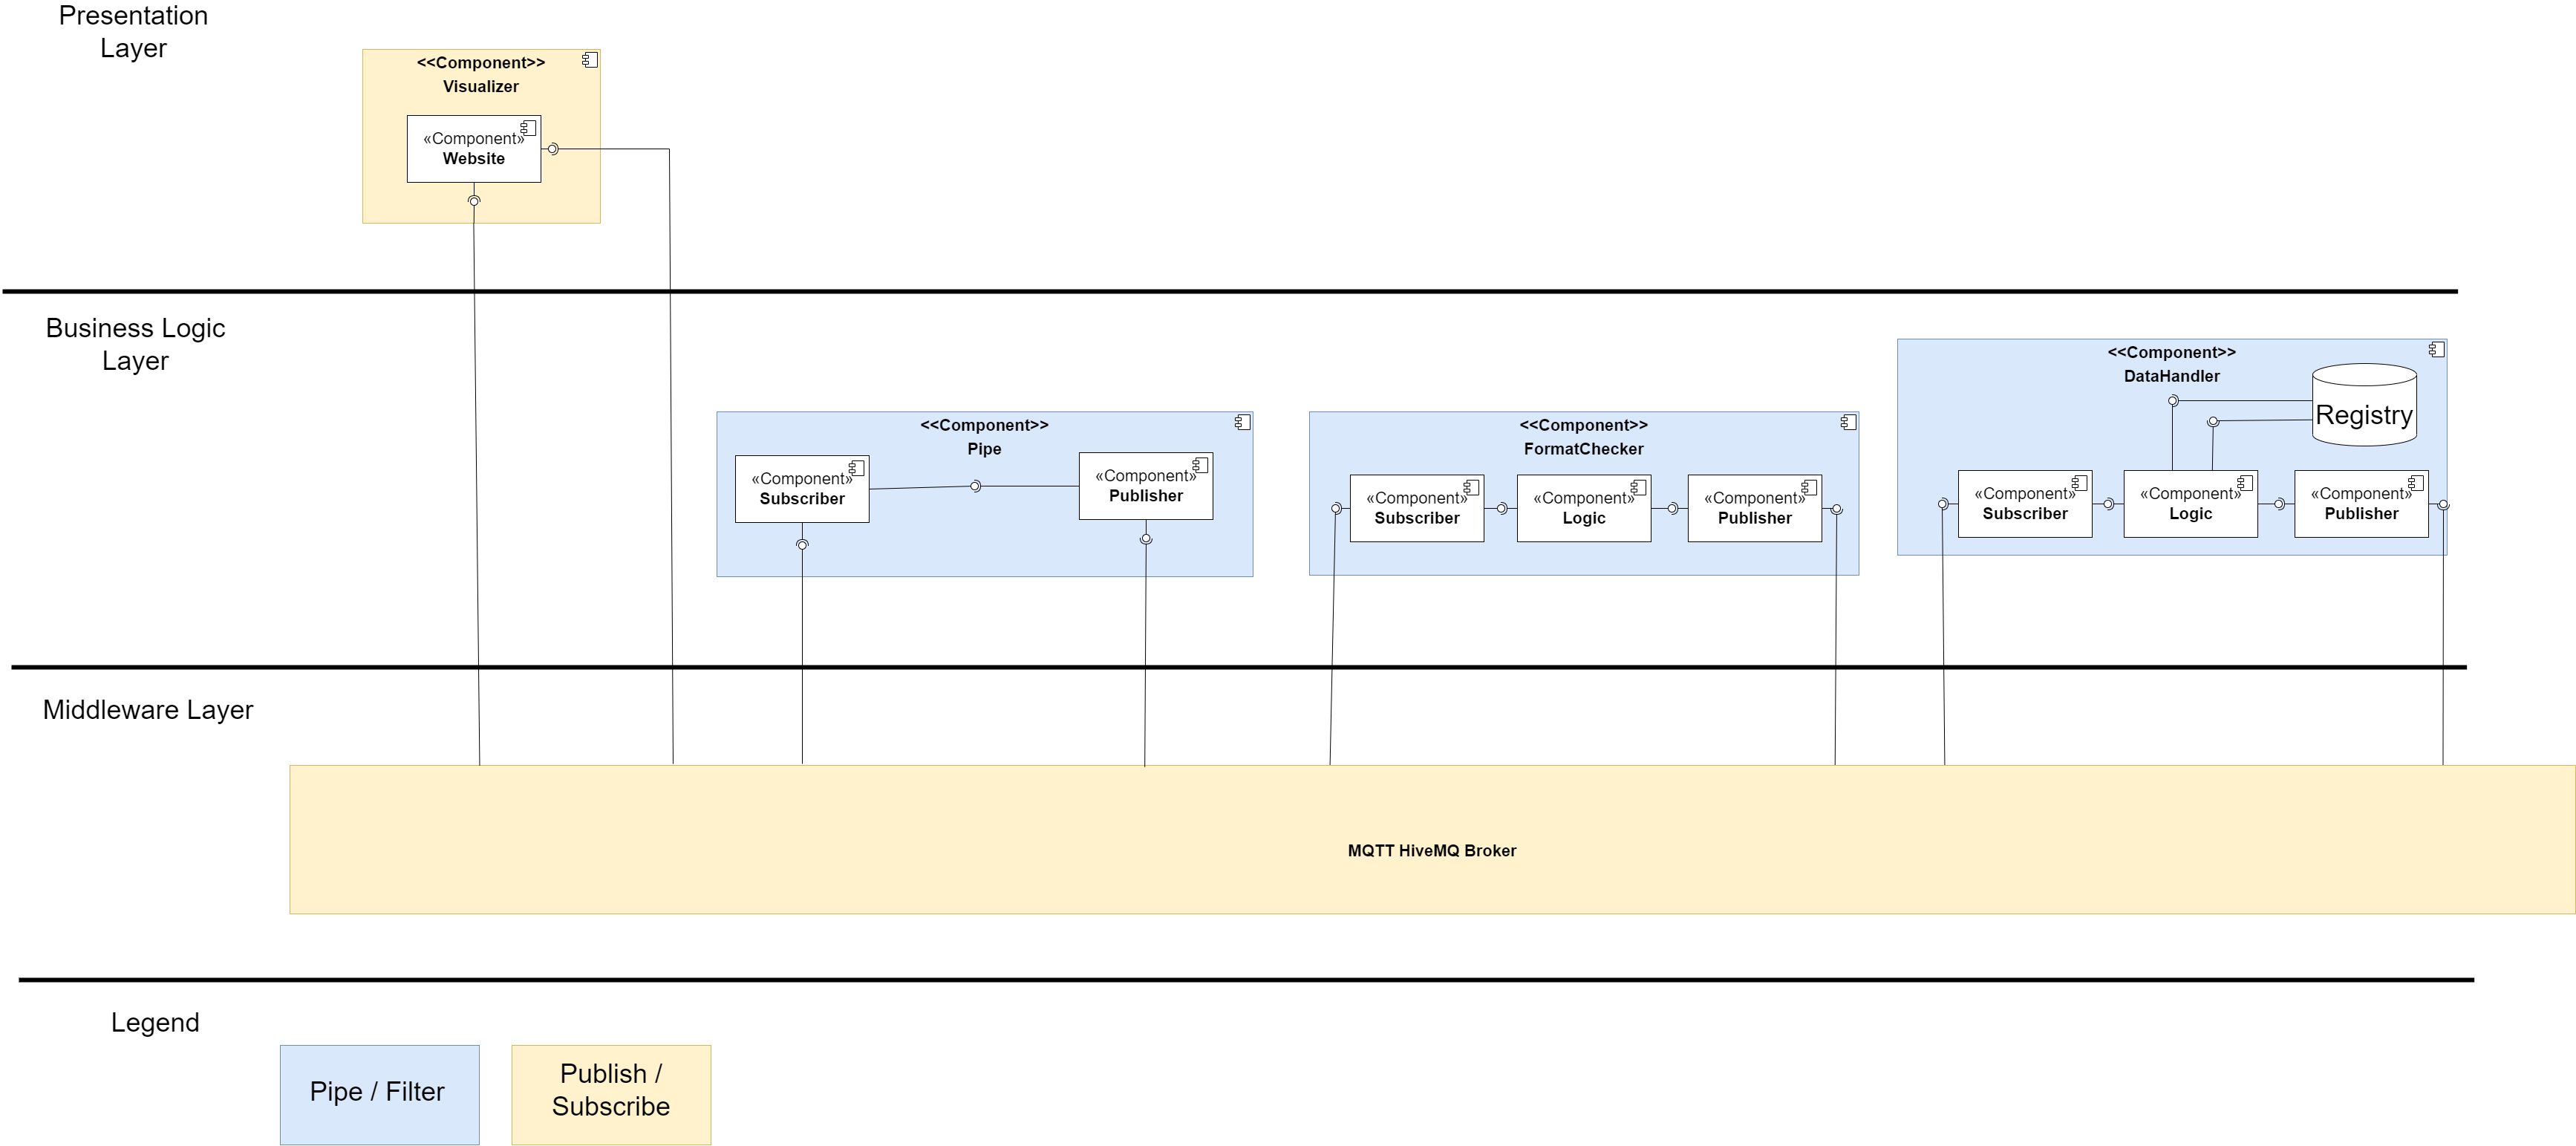 Presentation
Layer
<<Component>>
Visualizer
«Component»
Website
Business Logic
Layer
<<Component>>
Pipe
«Component»
Subscriber
«Component»
Publisher
<<Component>>
FormatChecker
«Component»
Subscriber
«Component»
Logic
«Component»
Publisher
<<Component>>
DataHandler
Registry
«Component»
Subscriber
«Component»
Logic
«Component»
Publisher
Middleware Layer
MQTT HiveMQ Broker
Legend
Pipe / Filter
Publish /
Subscribe